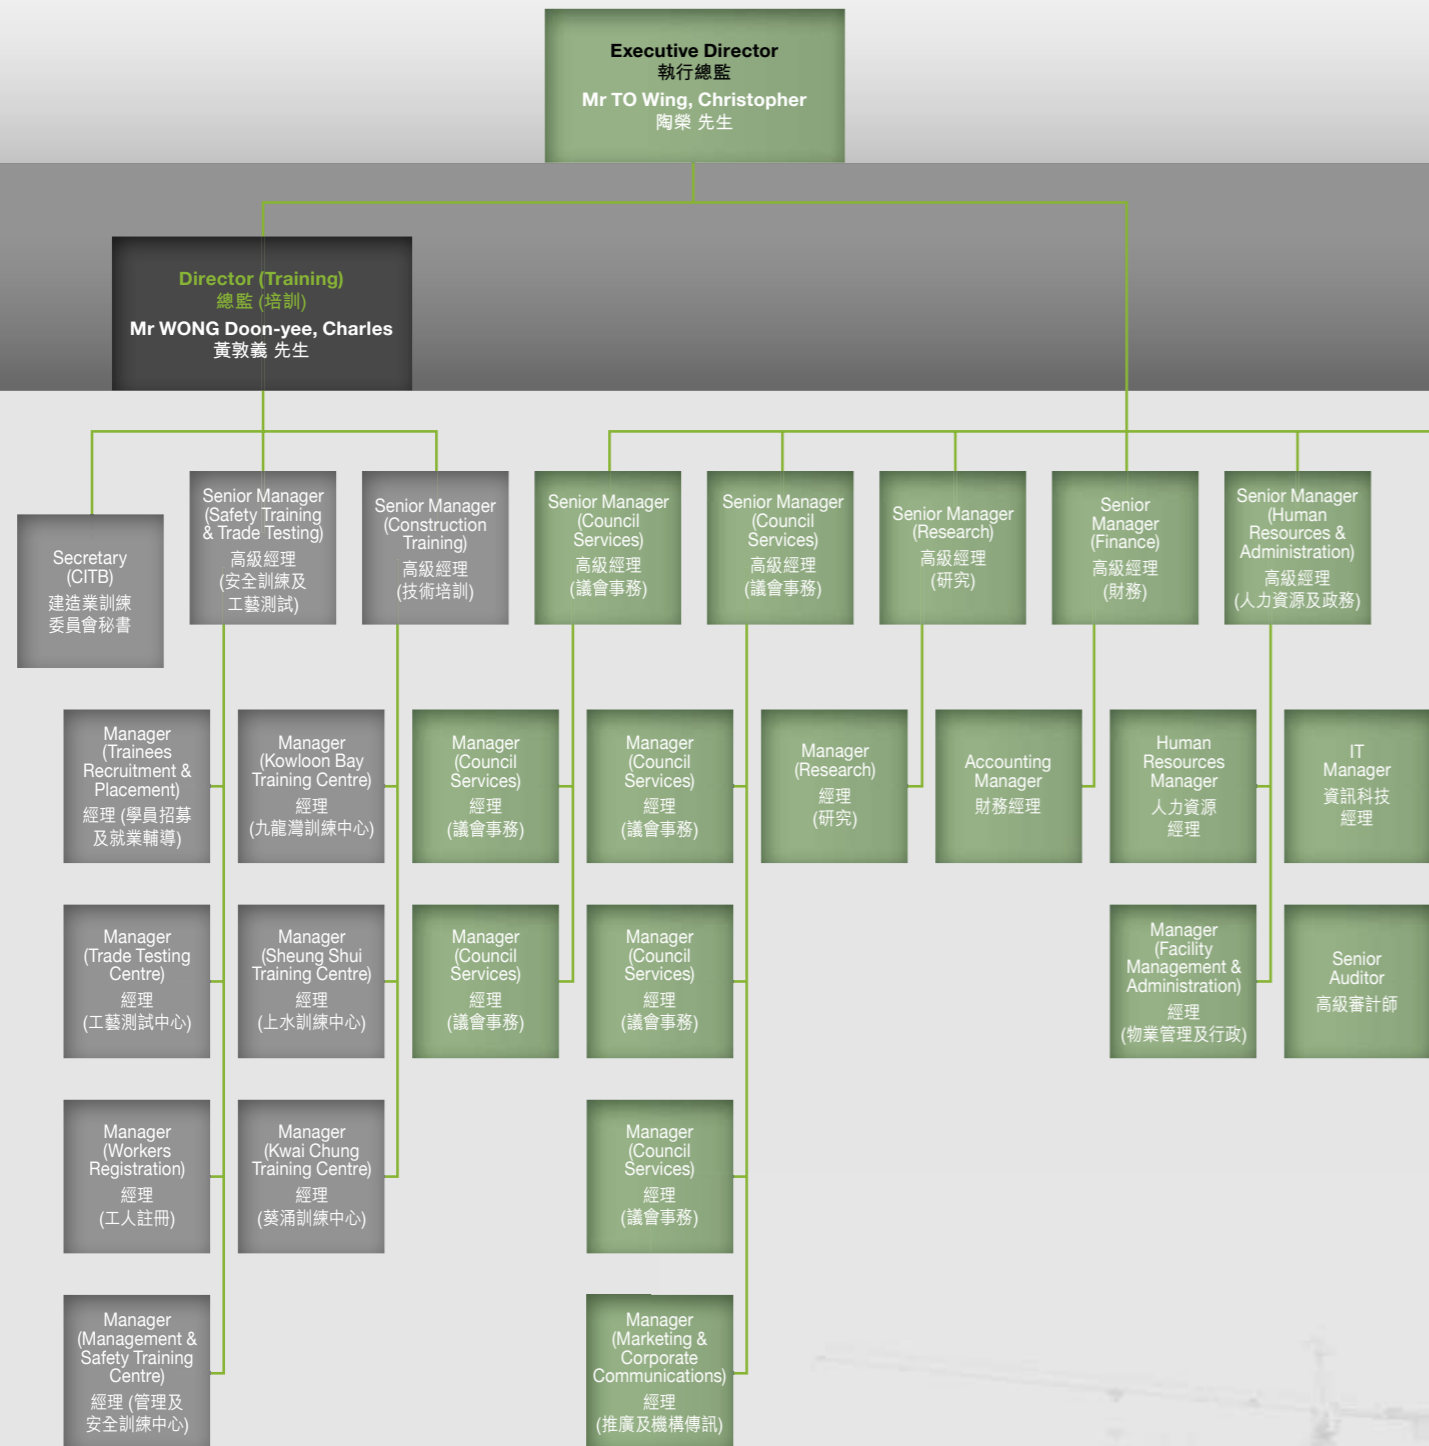 Executive Director
執行總監
Mr TO Wing, Christopher
陶榮 先生
Director (Training)
總監 (培訓)
Mr WONG Doon-yee, Charles
黃敦義 先生
Secretary
(CITB)
建造業訓練
委員會秘書
Senior Manager
(Safety Training
& Trade Testing)
高級經理
(安全訓練及
工藝測試)
Senior Manager
(Construction
Training)
高級經理
(技術培訓)
Senior Manager
(Council
Services)
高級經理
(議會事務)
Senior Manager
(Council
Services)
高級經理
(議會事務)
Senior Manager
(Research)
高級經理
(研究)
Senior
Manager
(Finance)
高級經理
(財務)
Senior Manager
(Human
Resources &
Administration)
高級經理
(人力資源及政務)
Manager
(Trainees
Recruitment &
Placement)
經理 (學員招募
及就業輔導)
Manager
(Kowloon Bay
Training Centre)
經理
(九龍灣訓練中心)
Manager
(Council
Services)
經理
(議會事務)
Manager
(Council
Services)
經理
(議會事務)
Manager
(Research)
經理
(研究)
Accounting
Manager
財務經理
Human
Resources
Manager
人力資源
經理
IT
Manager
資訊科技
經理
Manager
(Trade Testing
Centre)
經理
(工藝測試中心)
Manager
(Sheung Shui
Training Centre)
經理
(上水訓練中心)
Manager
(Council
Services)
經理
(議會事務)
Manager
(Council
Services)
經理
(議會事務)
Manager
(Facility
Management &
Administration)
經理
(物業管理及行政)
Senior
Auditor
高級審計師
Manager
(Workers
Registration)
經理
(工人註冊)
Manager
(Kwai Chung
Training Centre)
經理
(葵涌訓練中心)
Manager
(Council
Services)
經理
(議會事務)
Manager
(Management &
Safety Training
Centre)
經理 (管理及
安全訓練中心)
Manager
(Marketing &
Corporate
Communications)
經理
(推廣及機構傳訊)